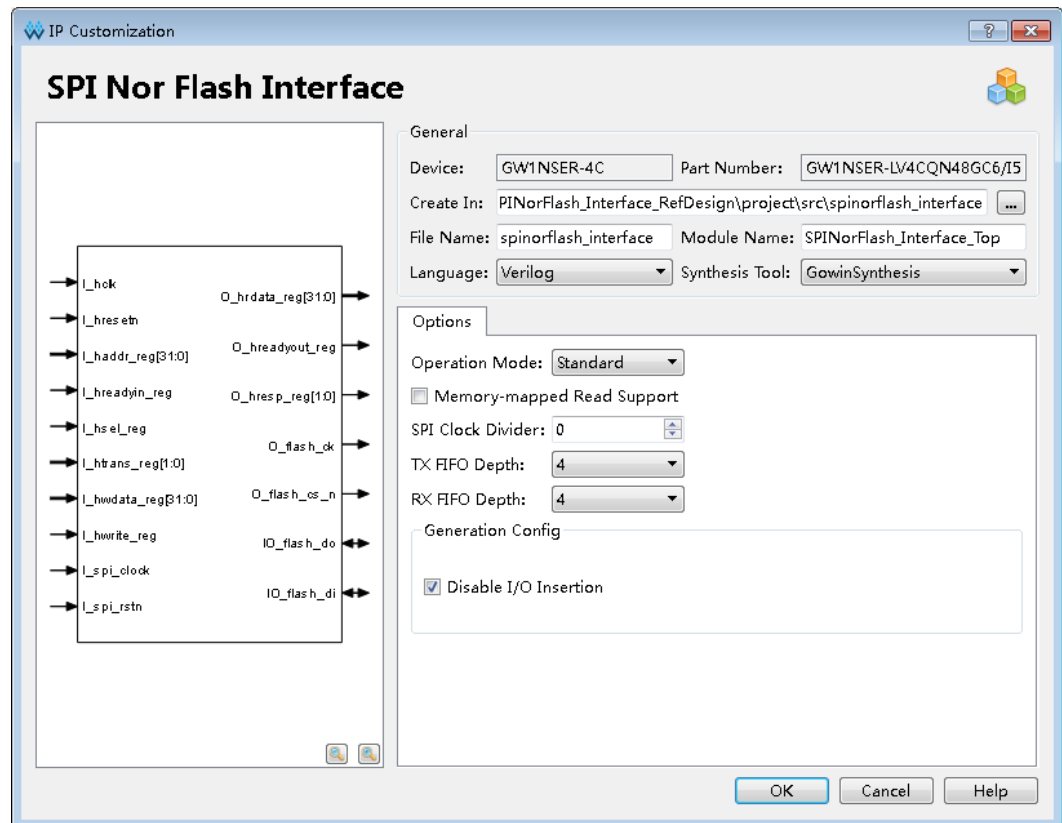 IP Customization
SPI Nor Flash Interface
General
Device: GW1NSER-4C Part Number: GW1NSER-LV4CQN48GC6/I5
Create In: PINorFlash_Interface_RefDesign\project\src\spinorflash_interface ...
File Name: spinorflash_interface Module Name: SPINorFlash_Interface_Top
Language: Verilog Synthesis Tool: GowinSynthesis
I_hclk
I_hresetn
I_haddr_reg[31:0]
I_hreadyin_reg
I_hsel_reg
I_htrans_reg[1:0]
I_hwdata_reg[31:0]
I_hwrite_reg
I_spi_clock
I_spi_rstn
O_hrdata_reg[31:0]
O_hreadyout_reg
O_hresp_reg[1:0]
O_flash_ck
O_flash_cs_n
IO_flash_do
IO_flash_di
Options
Operation Mode: Standard
Memory-mapped Read Support
SPI Clock Divider: 0
TX FIFO Depth: 4
RX FIFO Depth: 4
Generation Config
Disable I/O Insertion
OK Cancel Help